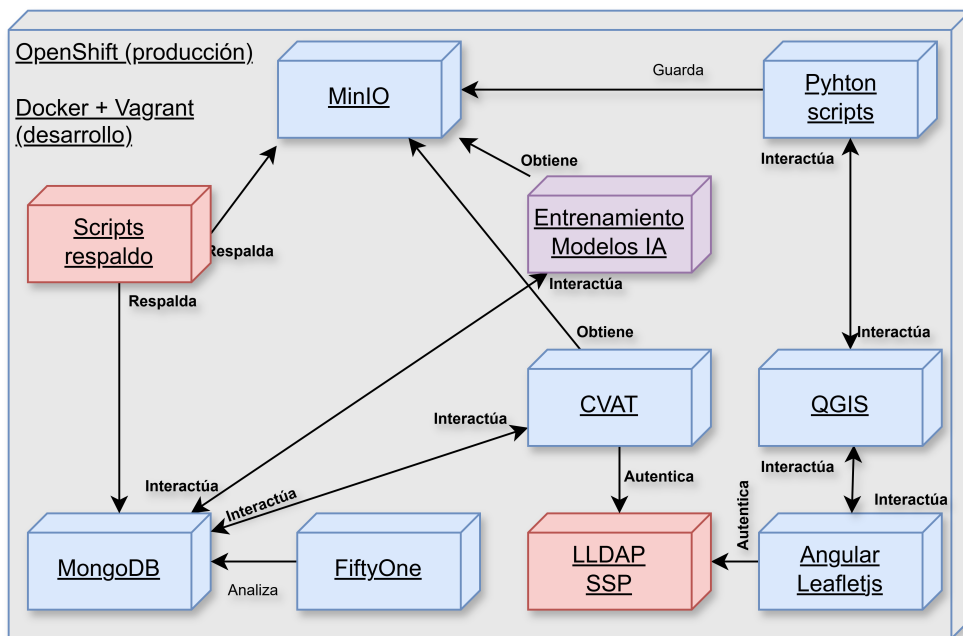 OpenShift (producción)
Docker + Vagrant
(desarrollo)
MinIO
Guarda
Pyhton
scripts
Interactúa
Obtiene
Entrenamiento
Modelos IA
Scripts
respaldo
Respalda
Respalda
Interactúa
Obtiene
Interactúa
CVAT
QGIS
Interactúa
Interactúa
Interactúa
Interactúa
Autentica
Interactúa
Autentica
MongoDB
Analiza
FiftyOne
LLDAP
SSP
Angular
Leafletjs